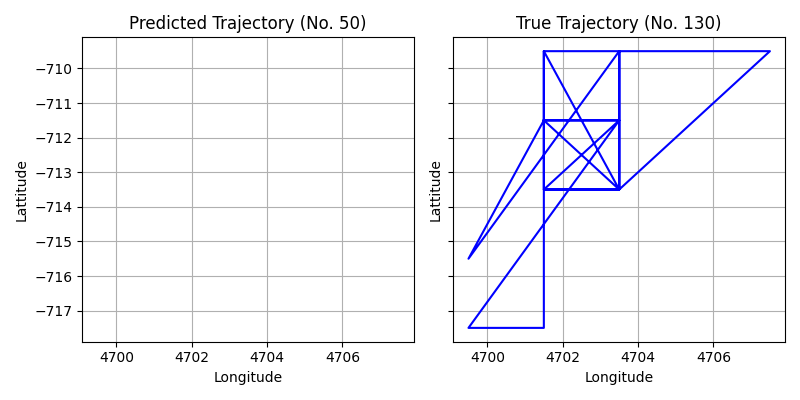 Predicted Trajectory (No. 50)
True Trajectory (No. 130)
−710
−711
−712
−713
−714
−715
−716
−717
Lattitude
Lattitude
4700
4702
4704
4706
4700
4702
4704
4706
Longitude
Longitude